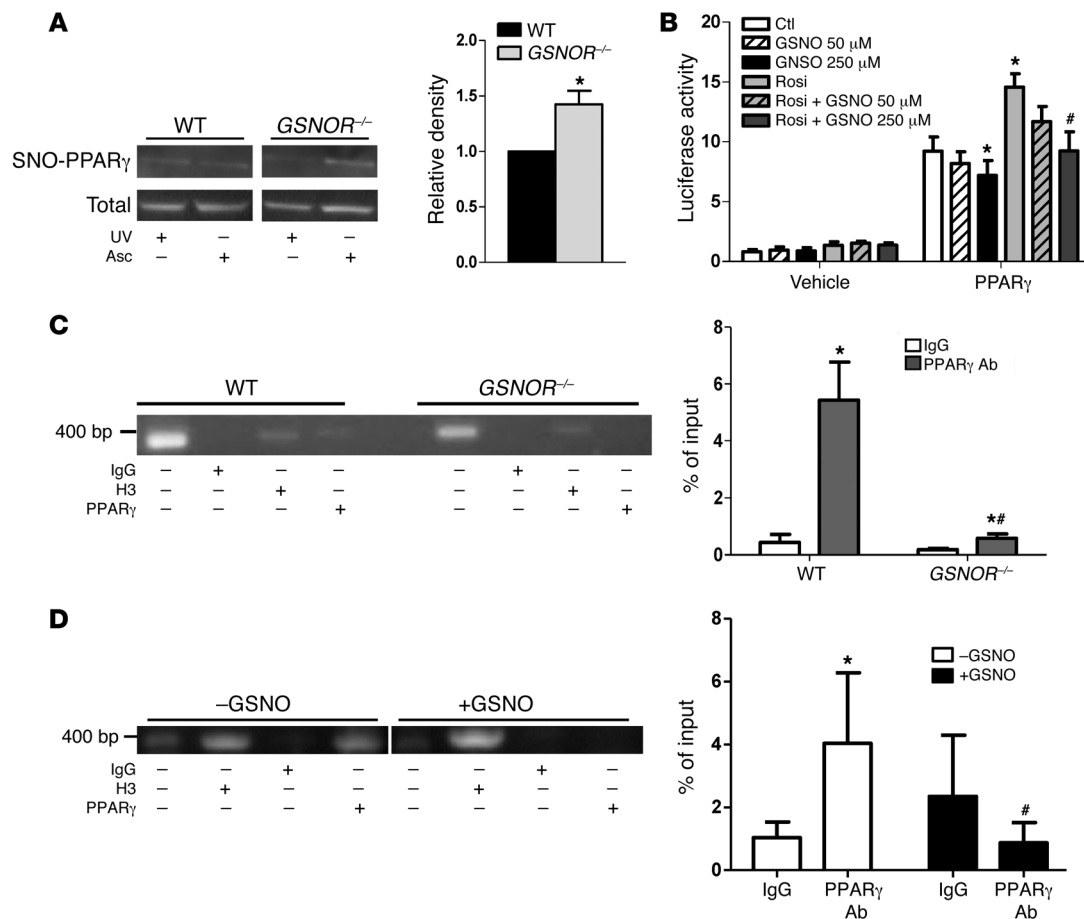 A
WT
GSNOR–/–
SNO-PPARγ
Total
UV + – + –
Asc – + – +
Relative density
2.0
1.5
1.0
0.5
0.0
WT
GSNOR–/–
*
B
Luciferase activity
20
15
10
5
0
Ctl
GSNO 50 μM
GNSO 250 μM
Rosi
Rosi + GSNO 50 μM
Rosi + GSNO 250 μM
*
*
#
Vehicle PPARγ
C
WT GSNOR–/–
400 bp
IgG – + – – – + – –
H3 – – + – – – + –
PPARγ – – – + – – – +
% of input
8
6
4
2
0
IgG
PPARγ Ab
*
*#
WT GSNOR–/–
D
–GSNO +GSNO
400 bp
IgG – – + – – – + –
H3 – + – – – + – –
PPARγ – – – + – – – +
% of input
8
6
4
2
0
–GSNO
+GSNO
*
#
IgG PPARγ IgG PPARγ
Ab Ab